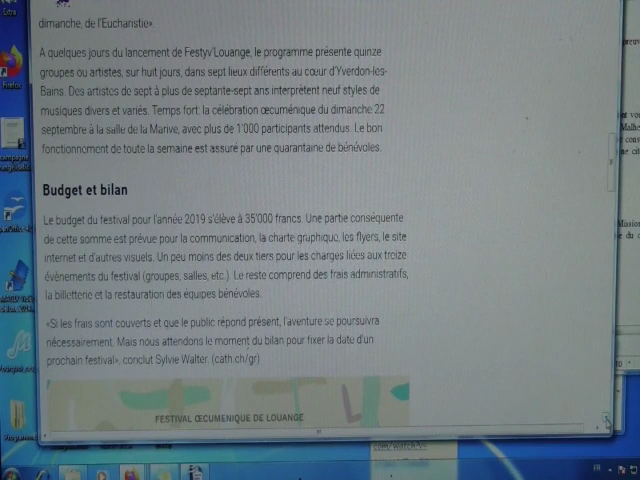 dimanche, de l'Eucharistie».
A quelques jours du lancement de Festyv'Louange, le programme présente quinze
groupes ou artistes, sur huit jours, dans sept lieux différents au cœur d'Yverdon-les-
Bains. Des artistes de sept à plus de septante-sept ans interprètent neuf styles de
musiques divers et variés. Temps fort: la célébration œcuménique du dimanche 22
septembre à la salle de la Marive, avec plus de 1'000 participants attendus. Le bon
fonctionnement de toute la semaine est assuré par une quarantaine de bénévoles.
Budget et bilan
Le budget du festival pour l'année 2019 s'élève à 35'000 francs. Une partie conséquente
de cette somme est prévue pour la communication, la charte graphique, les flyers, le site
internet et d'autres visuels. Un peu moins des deux tiers pour les charges liées aux treize
événements du festival (groupes, salles, etc.). Le reste comprend des frais administratifs,
la billetterie et la restauration des équipes bénévoles.
«Si les frais sont couverts et que le public répond présent, l'aventure se poursuivra
nécessairement. Mais nous attendons le moment du bilan pour fixer la date d'un
prochain festival», conclut Sylvie Walter. (cath.ch/gr)
FESTIVAL ŒCUMENIQUE DE LOUANGE
Firefox
FR